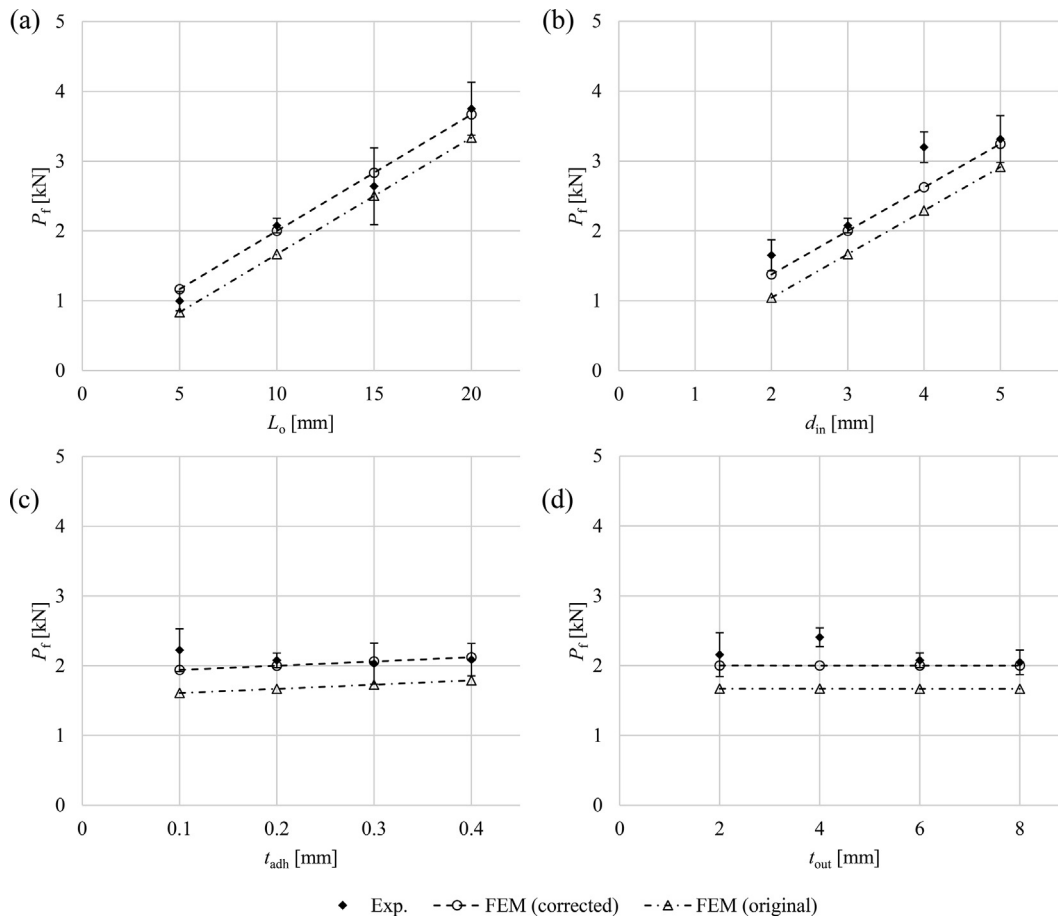 (a)
5
4
3
2
1
0
P_f [kN]
0 5 10 15 20
L_o [mm]
(b)
5
4
3
2
1
0
P_f [kN]
0 1 2 3 4 5
d_in [mm]
(c)
5
4
3
2
1
0
P_f [kN]
0 0.1 0.2 0.3 0.4
t_adh [mm]
(d)
5
4
3
2
1
0
P_f [kN]
0 2 4 6 8
t_out [mm]
Exp. FEM (corrected) FEM (original)